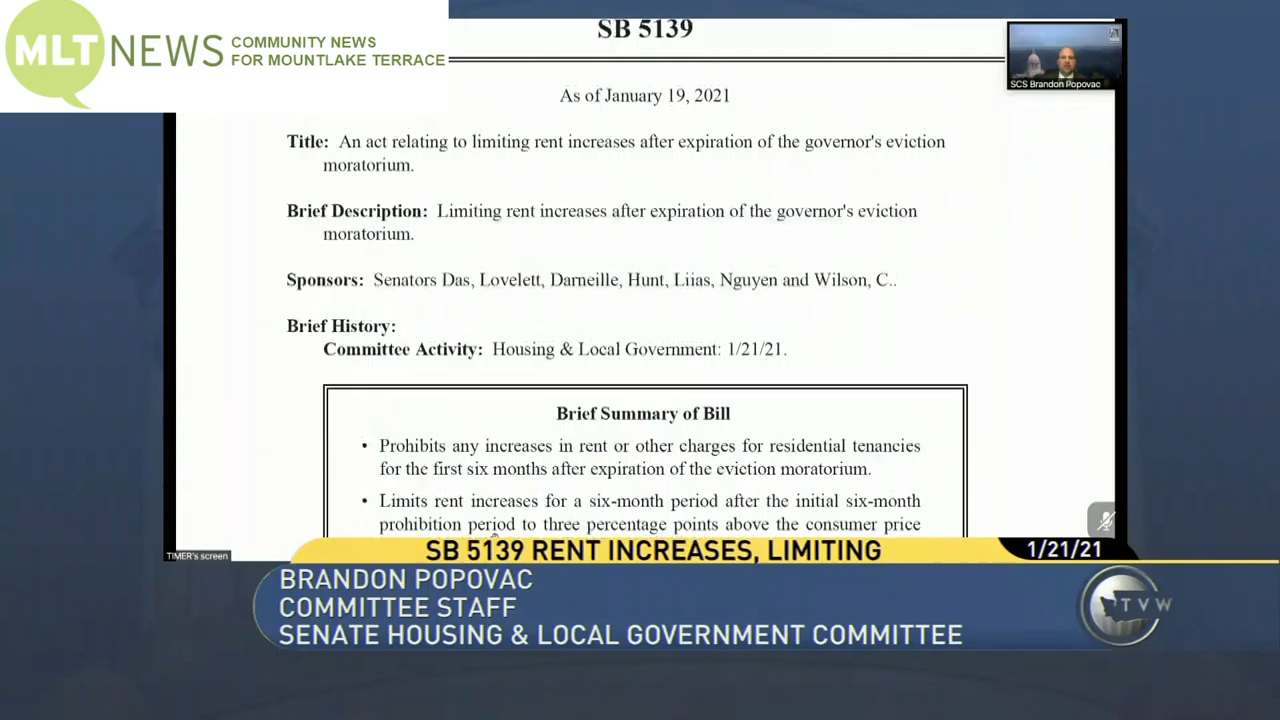 MLT NEWS COMMUNITY NEWS
FOR MOUNTLAKE TERRACE
SB 5139
SCS Brandon Popovac
As of January 19, 2021
Title: An act relating to limiting rent increases after expiration of the governor's eviction
moratorium.
Brief Description: Limiting rent increases after expiration of the governor's eviction
moratorium.
Sponsors: Senators Das, Lovelett, Darneille, Hunt, Liias, Nguyen and Wilson, C..
Brief History:
Committee Activity: Housing & Local Government: 1/21/21.
Brief Summary of Bill
• Prohibits any increases in rent or other charges for residential tenancies
for the first six months after expiration of the eviction moratorium.
• Limits rent increases for a six-month period after the initial six-month
prohibition period to three percentage points above the consumer price
TIMER's screen
SB 5139 RENT INCREASES, LIMITING
1/21/21
BRANDON POPOVAC
COMMITTEE STAFF
SENATE HOUSING & LOCAL GOVERNMENT COMMITTEE
TVW